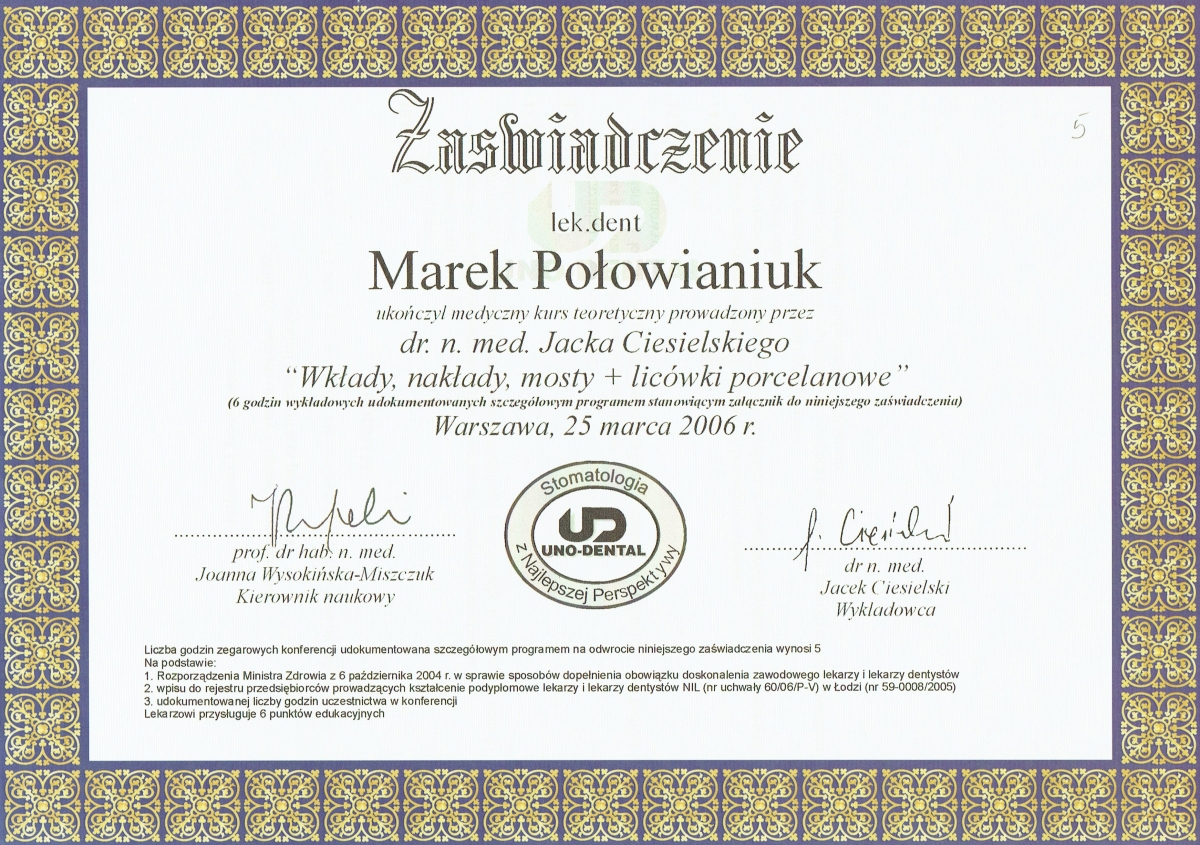 Zaświadczenie
5
lek.dent
Marek Połowianiuk
ukończył medyczny kurs teoretyczny prowadzony przez
dr. n. med. Jacka Ciesielskiego
“Wkłady, nakłady, mosty + licówki porcelanowe”
(6 godzin wykładowych udokumentowanych szczegółowym programem stanowiącym załącznik do niniejszego zaświadczenia)
Warszawa, 25 marca 2006 r.
Stomatologia
UD
UNO-DENTAL
z Najlepszej Perspektywy
prof. dr hab. n. med.
Joanna Wysokińska-Miszczuk
Kierownik naukowy
J. Ciesielski
dr n. med.
Jacek Ciesielski
Wykładowca
Liczba godzin zegarowych konferencji udokumentowana szczegółowym programem na odwrocie niniejszego zaświadczenia wynosi 5
Na podstawie:
1. Rozporządzenia Ministra Zdrowia z 6 października 2004 r. w sprawie sposobów dopełnienia obowiązku doskonalenia zawodowego lekarzy i lekarzy dentystów
2. wpisu do rejestru przedsiębiorców prowadzących kształcenie podyplomowe lekarzy i lekarzy dentystów NIL (nr uchwały 60/06/P-V) w Łodzi (nr 59-0008/2005)
3. udokumentowanej liczby godzin uczestnictwa w konferencji
Lekarzowi przysługuje 6 punktów edukacyjnych